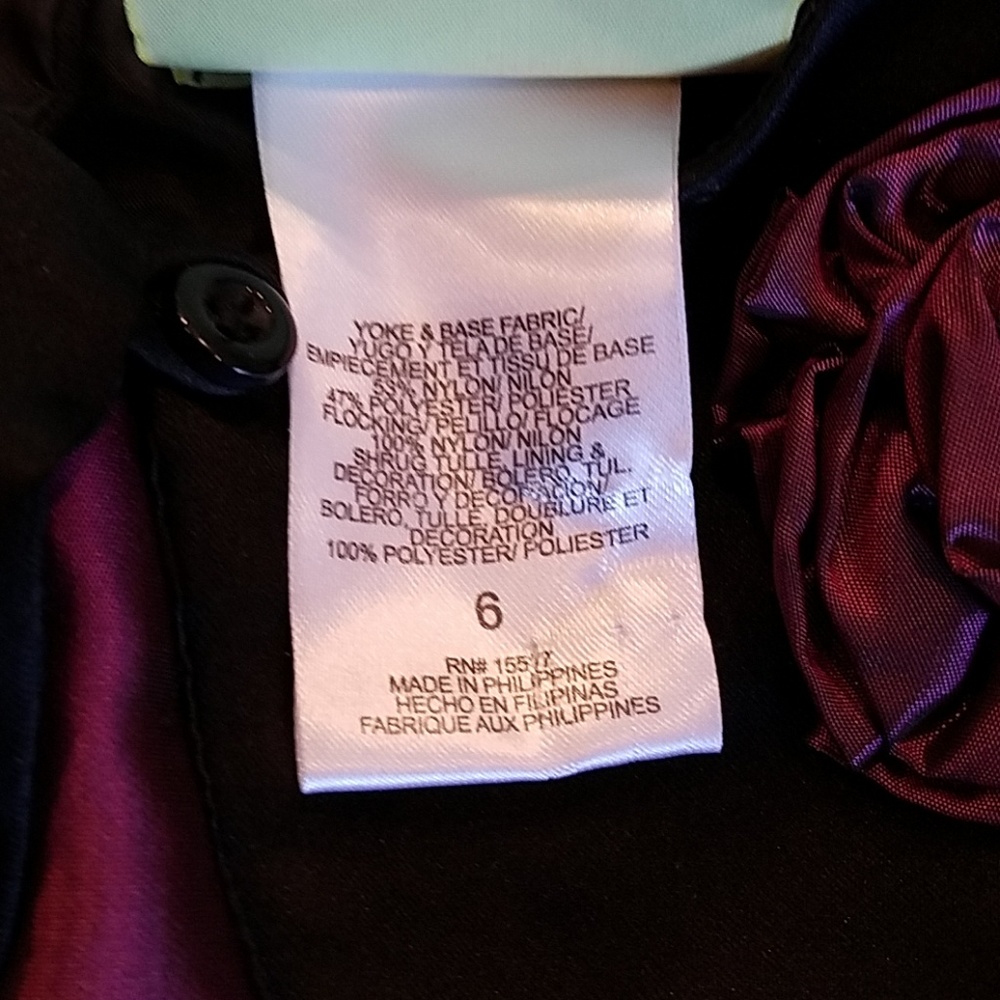 YOKE & BASE FABRIC/
YUGO Y TELA DE BASE/
EMPIECEMENT ET TISSU DE BASE
53% NYLON/ NILON
47% POLYESTER/ POLIESTER
FLOCKING/ PELILLO/ FLOCAGE
100% NYLON/ NILON
SHRUG TULLE, LINING &
DECORATION/ BOLERO, TUL.
FORRO Y DECORACION/
BOLERO, TULLE, DOUBLURE ET
DECORATION
100% POLYESTER/ POLIESTER
6
RN#
MADE IN PHILIPPINES
HECHO EN FILIPINAS
FABRIQUE AUX PHILIPPINES